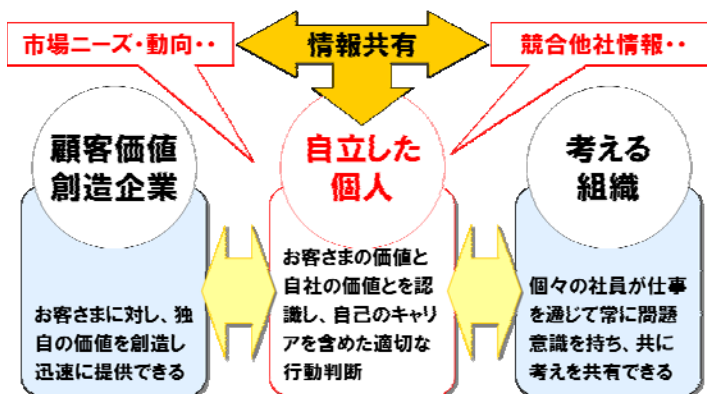 市場ニーズ・動向・・
情報共有
競合他社情報・・
顧客価値
創造企業
自立した
個人
考える
組織
お客さまに対し、独
自の価値を創造し
迅速に提供できる
お客さまの価値と
自社の価値とを認
識し、自己のキャリ
アを含めた適切な
行動判断
個々の社員が仕事
を通じて常に問題
意識を持ち、共に
考えを共有できる